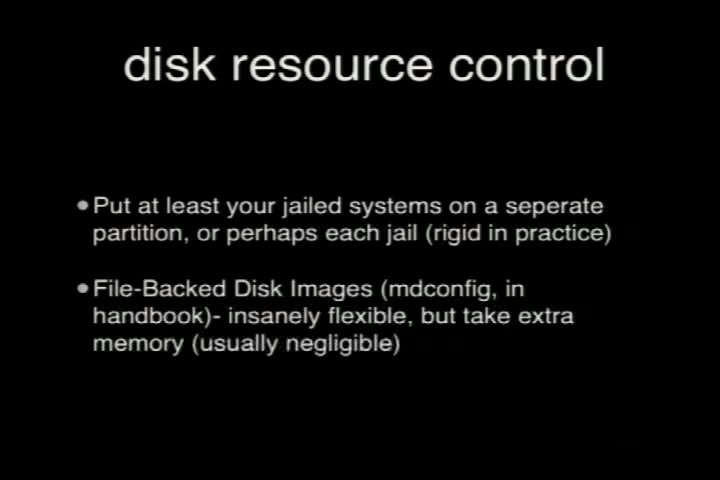 disk resource control
•Put at least your jailed systems on a seperate
partition, or perhaps each jail (rigid in practice)
•File-Backed Disk Images (mdconfig, in
handbook)- insanely flexible, but take extra
memory (usually negligible)